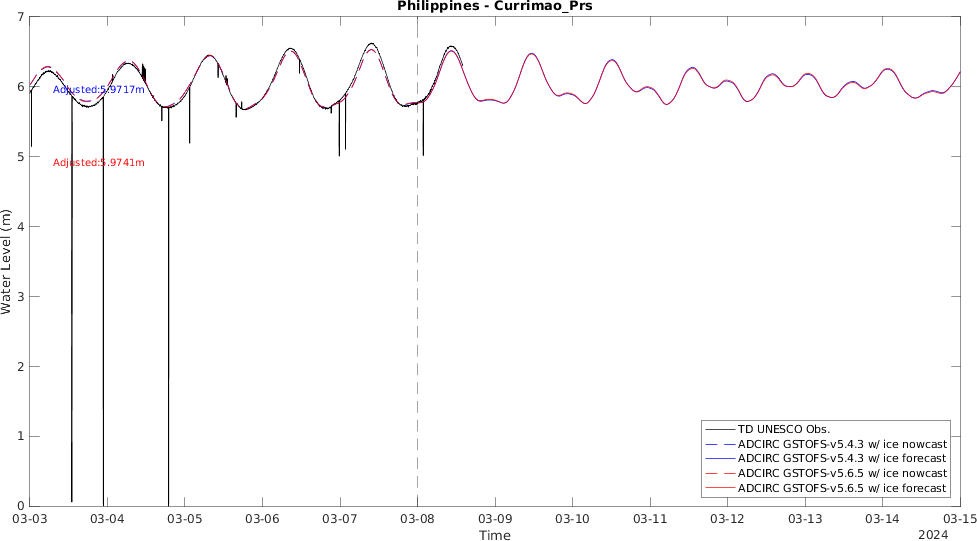 Philippines - Currimao_Prs
Water Level (m)
7
6
5
4
3
2
1
0
Adjusted:5.9717m
Adjusted:5.9741m
TD UNESCO Obs.
ADCIRC GSTOFS-v5.4.3 w/ ice nowcast
ADCIRC GSTOFS-v5.4.3 w/ ice forecast
ADCIRC GSTOFS-v5.6.5 w/ ice nowcast
ADCIRC GSTOFS-v5.6.5 w/ ice forecast
03-03 03-04 03-05 03-06 03-07 03-08 03-09 03-10 03-11 03-12 03-13 03-14 03-15
Time
2024